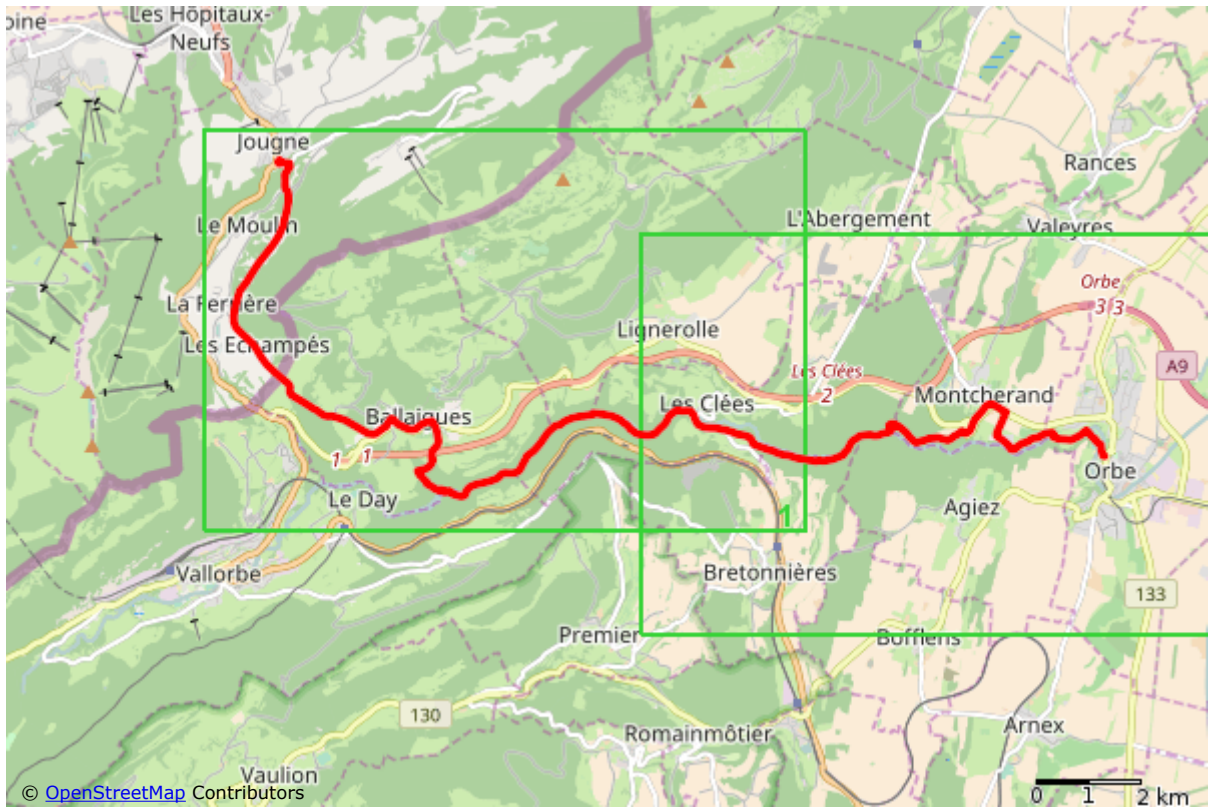 oine
Les Hôpitaux-
Neufs
Jougne
Rances
L'Abergement
Valeyres
Le Moulin
La Ferrière
Orbe
3 3
Lignerolle
Les Echampés
A9
Les Clées
2
Montcherand
Les Clées
Ballaigues
1 1
Orbe
Le Day
Agiez
1
Vallorbe
Bretonnières
133
Premier
Bofflens
130
Arnex
Romainmôtier
Vaulion
© OpenStreetMap Contributors
0 1 2 km